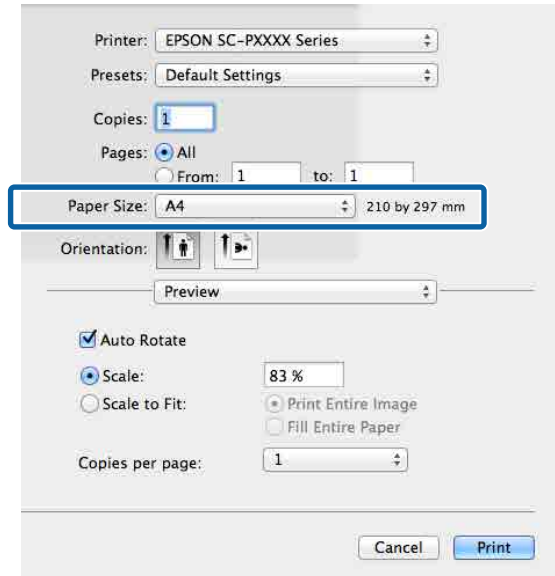 Printer: EPSON SC-PXXXX Series
Presets: Default Settings
Copies: 1
Pages: All
From: 1 to: 1
Paper Size: A4 210 by 297 mm
Orientation:
Preview
Auto Rotate
Scale: 83 %
Scale to Fit: Print Entire Image
Fill Entire Paper
Copies per page: 1
Cancel Print